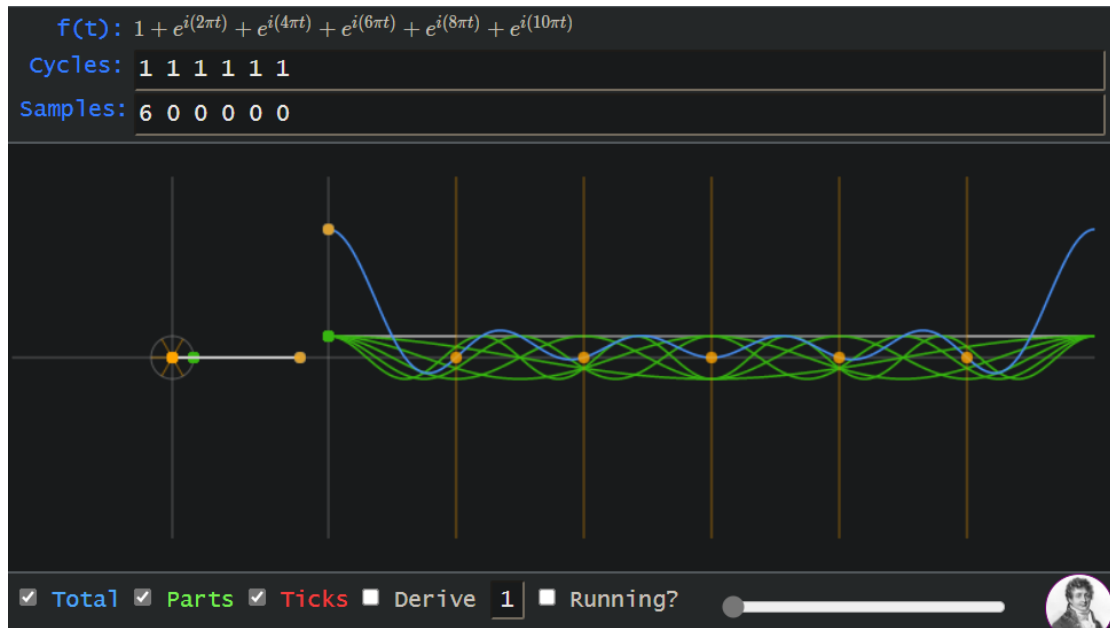 f(t): 1 + e^{i(2πt)} + e^{i(4πt)} + e^{i(6πt)} + e^{i(8πt)} + e^{i(10πt)}
Cycles: 1 1 1 1 1 1
Samples: 6 0 0 0 0 0
Total Parts Ticks Derive 1 Running?